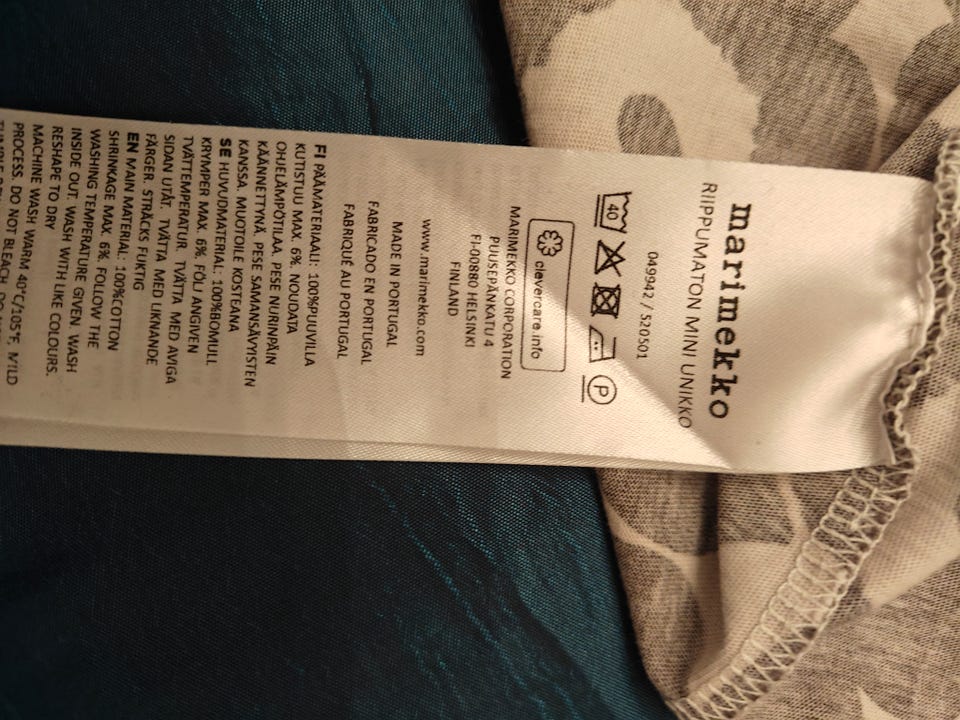 marimekko
RIIPPUMATON MINI UNIKKO
049942 / 520501
40
P
clevercare.info
MARIMEKKO CORPORATION
PUUSEPÄNKATU 4
FI-00880 HELSINKI
FINLAND
www.marimekko.com
MADE IN PORTUGAL
FABRICADO EN PORTUGAL
FABRIQUÉ AU PORTUGAL
FI PÄÄMATERIAALI: 100%PUUVILLA
KUTISTUU MAX. 6%. NOUDATA
OHJELÄMPÖTILAA. PESE NURINPÄIN
KÄÄNNETTYNÄ. PESE SAMANSÄVYISTEN
KANSSA. MUOTOILE KOSTEANA
SE HUVUDMATERIAL: 100%BOMULL
KRYMPER MAX. 6%. FÖLJ ANGIVEN
TVÄTTEMPERATUR. TVÄTTA MED AVIGA
SIDAN UTÅT. TVÄTTA MED LIKNANDE
FÄRGER. STRÄCKS FUKTIG
EN MAIN MATERIAL: 100%COTTON
SHRINKAGE MAX. 6%. FOLLOW THE
WASHING TEMPERATURE GIVEN. WASH
INSIDE OUT. WASH WITH LIKE COLOURS.
RESHAPE TO DRY
MACHINE WASH WARM 40°C/105°F, MILD
PROCESS. DO NOT BLEACH. DO